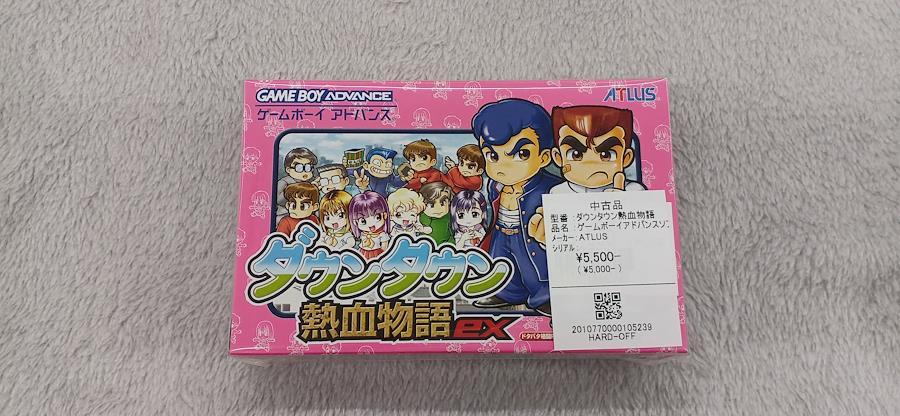 GAME BOY ADVANCE
ゲームボーイ アドバンス
ATLUS
ダウンタウン
熱血物語 ex
中古品
型番 : ダウンタウン熱血物語
品名 : ゲームボーイアドバンスソフ
メーカー: ATLUS
シリアル:
¥5,500-
( ¥5,000- )
2010770000105239
HARD-OFF